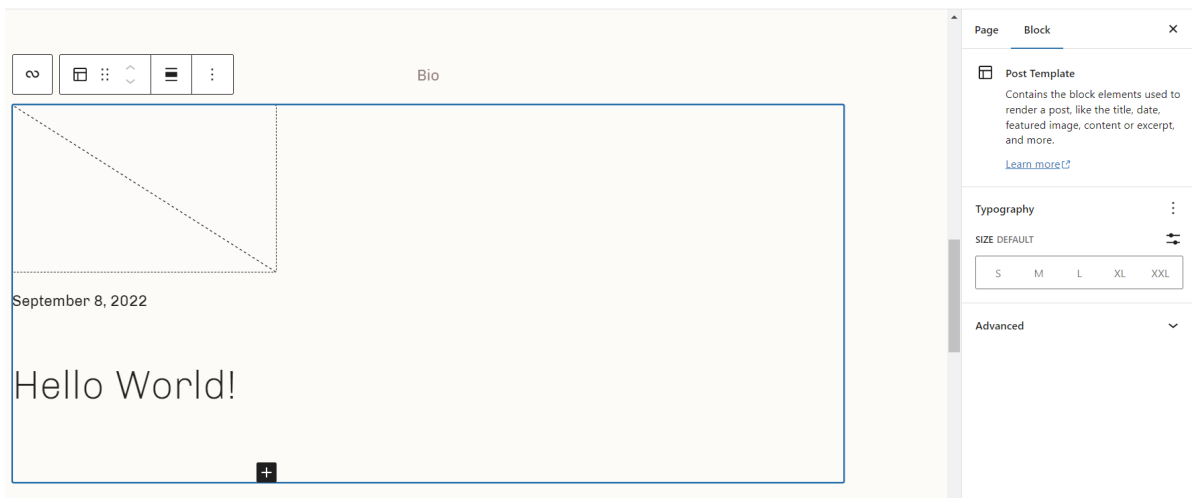 Bio
September 8, 2022
Hello World!
Page Block
Post Template
Contains the block elements used to
render a post, like the title, date,
featured image, content or excerpt,
and more.
Learn more
Typography
SIZE DEFAULT
S M L XL XXL
Advanced